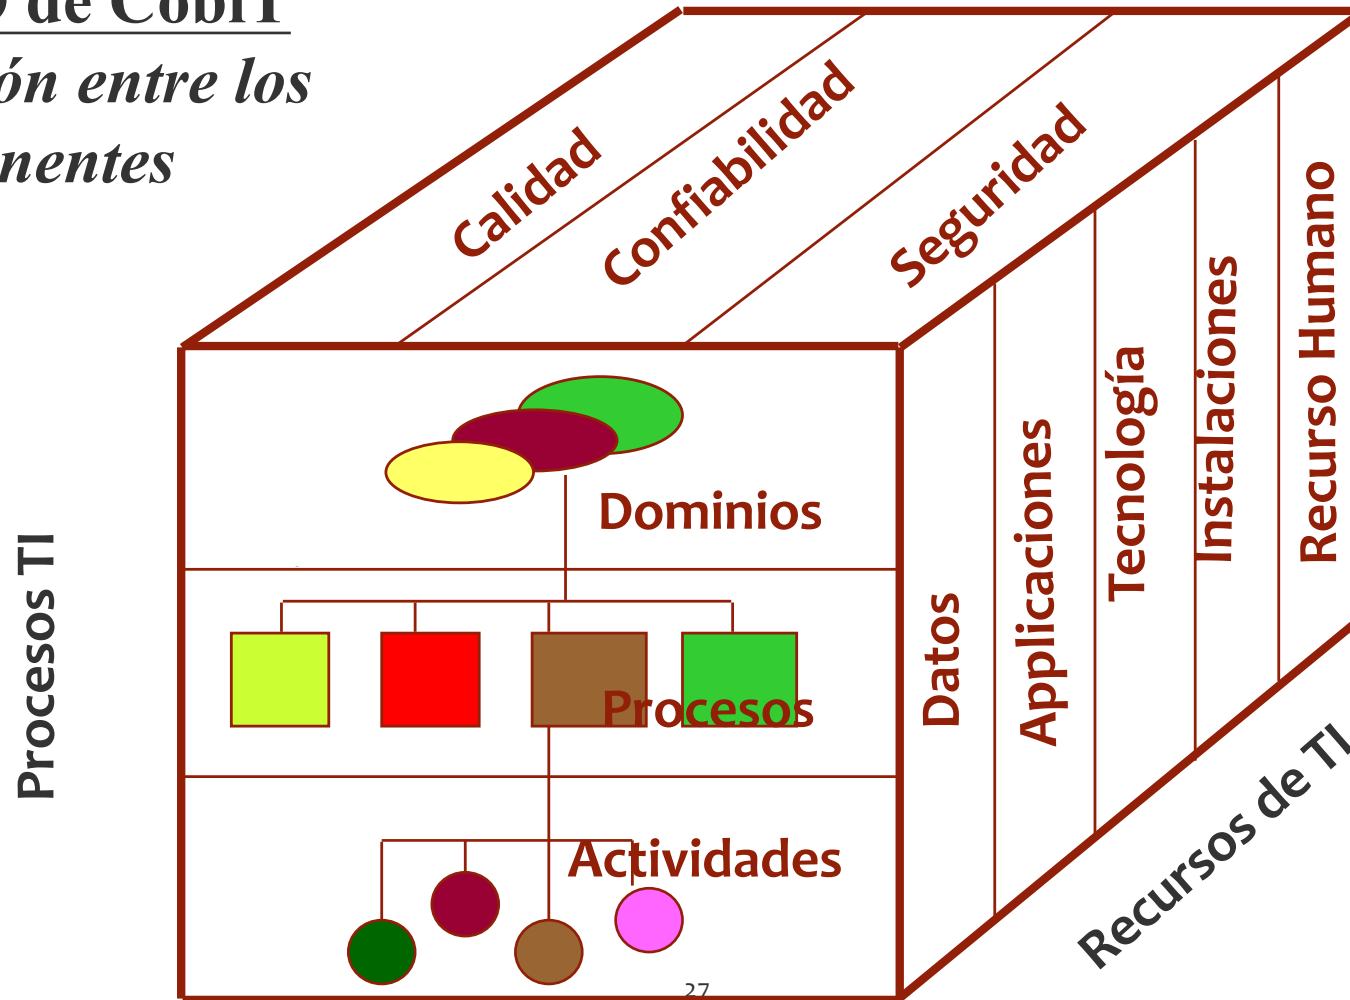 de CobiT
ón entre los
nentes
Calidad
Confiabilidad
Seguridad
Dominios
Procesos
Actividades
Procesos TI
Datos
Applicaciones
Tecnología
Instalaciones
Recurso Humano
Recursos de TI
27